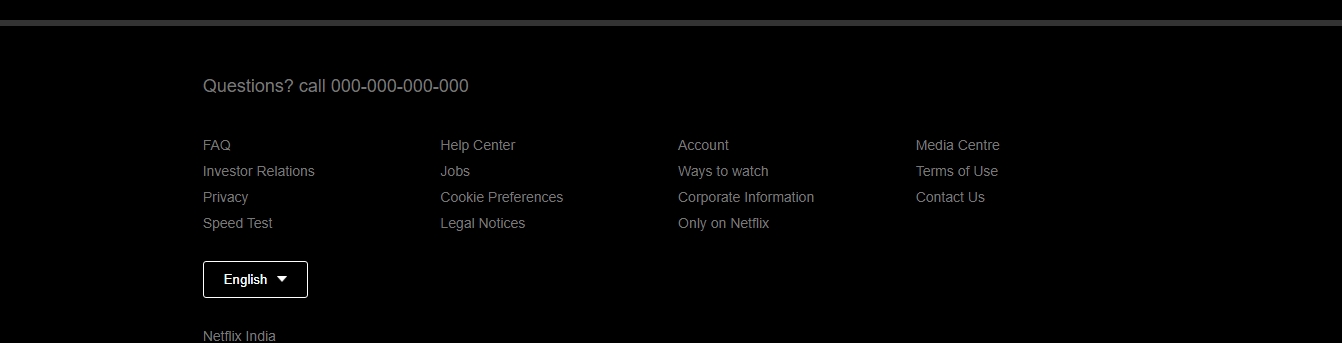 Questions? call 000-000-000-000
FAQ Help Center Account Media Centre
Investor Relations Jobs Ways to watch Terms of Use
Privacy Cookie Preferences Corporate Information Contact Us
Speed Test Legal Notices Only on Netflix
English
Netflix India